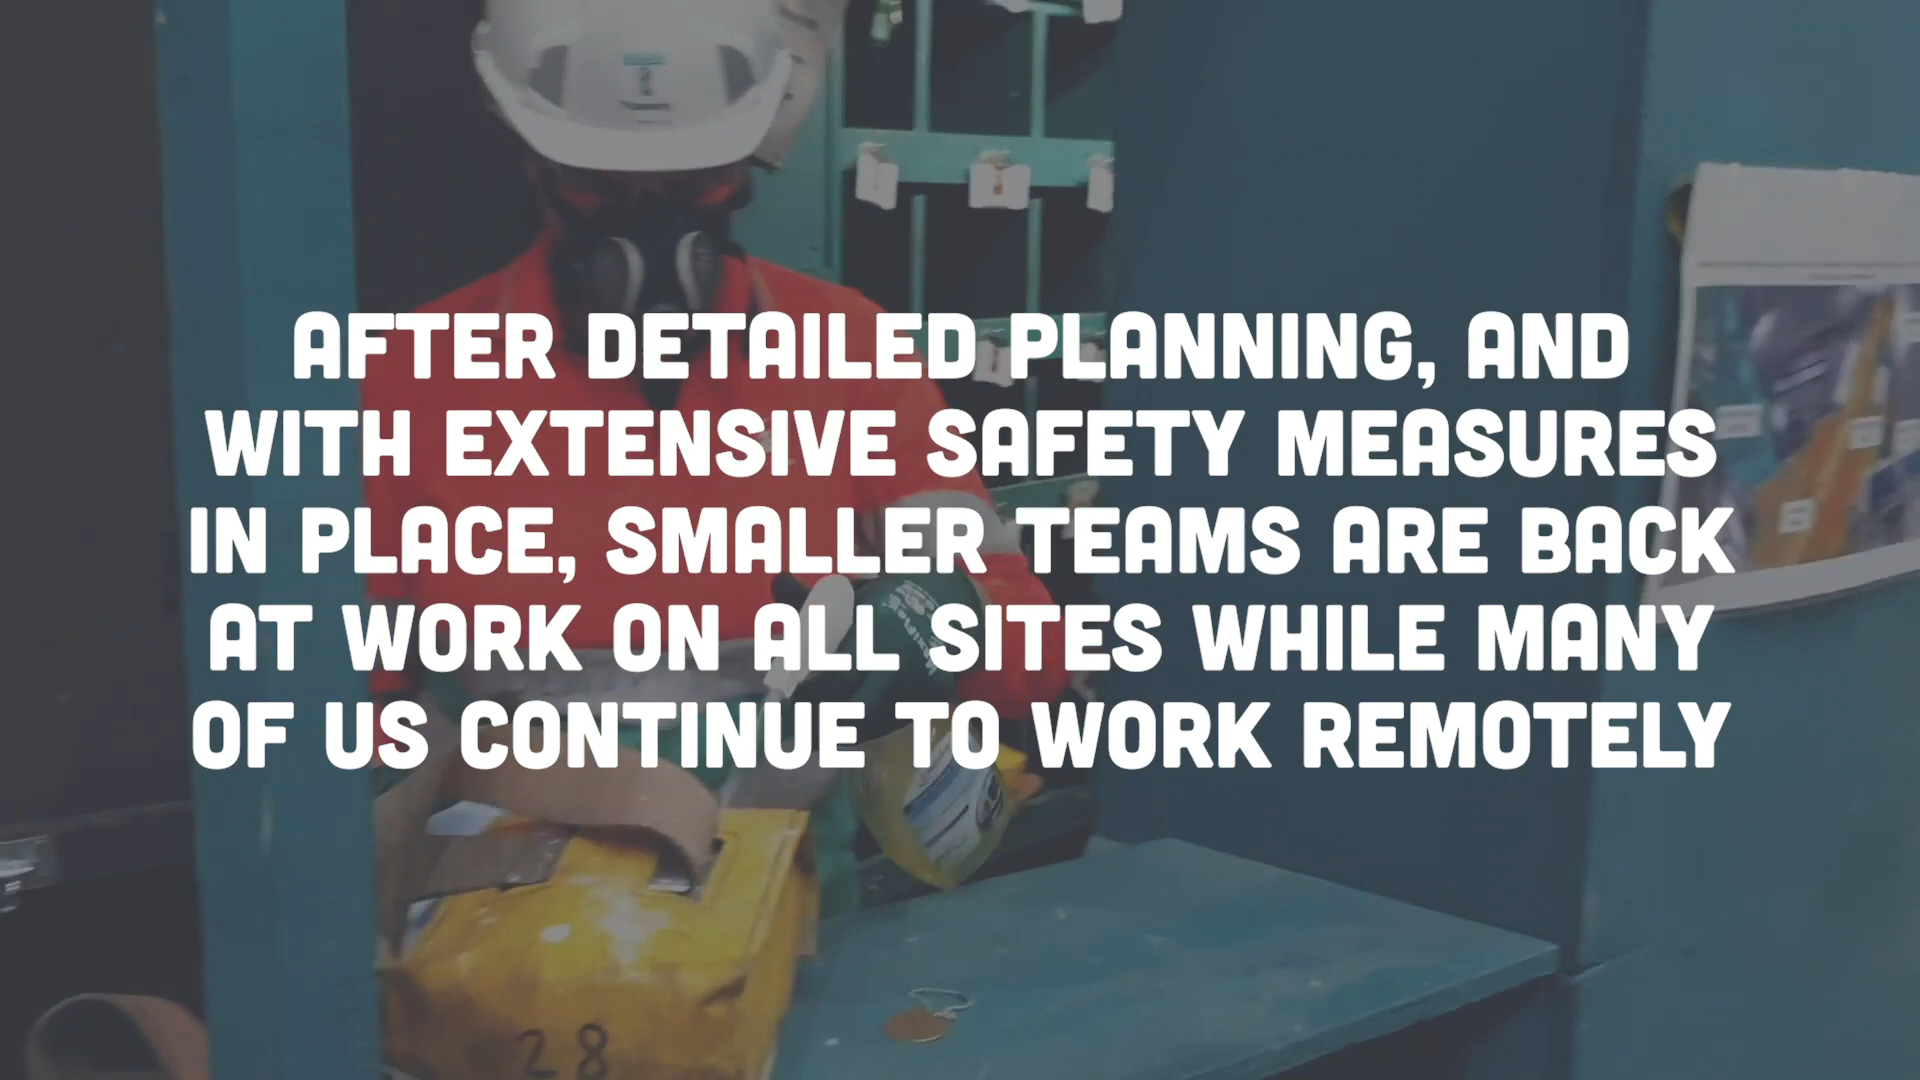 AFTER DETAILED PLANNING, AND
WITH EXTENSIVE SAFETY MEASURES
IN PLACE, SMALLER TEAMS ARE BACK
AT WORK ON ALL SITES WHILE MANY
OF US CONTINUE TO WORK REMOTELY
28